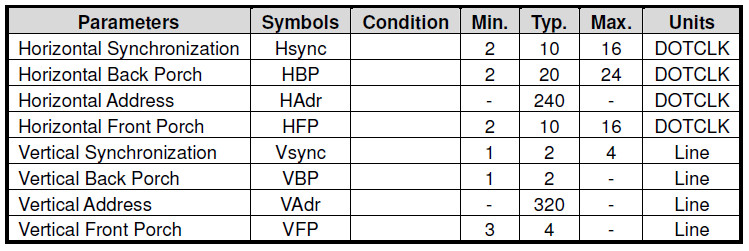 Parameters Symbols Condition Min. Typ. Max. Units
Horizontal Synchronization Hsync 2 10 16 DOTCLK
Horizontal Back Porch HBP 2 20 24 DOTCLK
Horizontal Address HAdr - 240 - DOTCLK
Horizontal Front Porch HFP 2 10 16 DOTCLK
Vertical Synchronization Vsync 1 2 4 Line
Vertical Back Porch VBP 1 2 - Line
Vertical Address VAdr - 320 - Line
Vertical Front Porch VFP 3 4 - Line